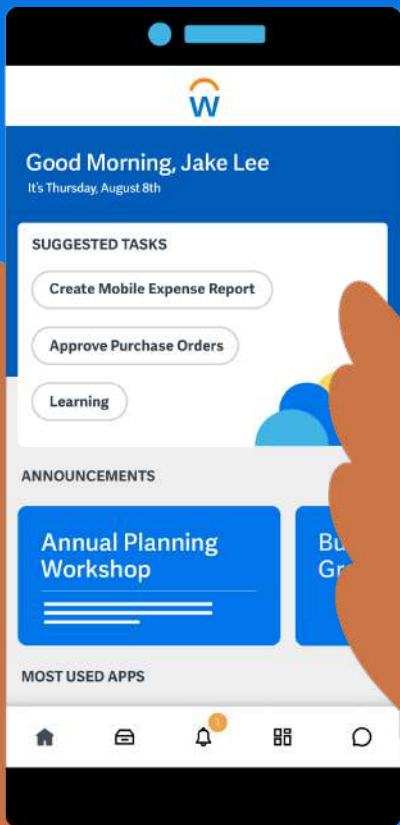 W
Good Morning, Jake Lee
It's Thursday, August 8th
SUGGESTED TASKS
Create Mobile Expense Report
Approve Purchase Orders
Learning
ANNOUNCEMENTS
Annual Planning
Workshop
MOST USED APPS
1